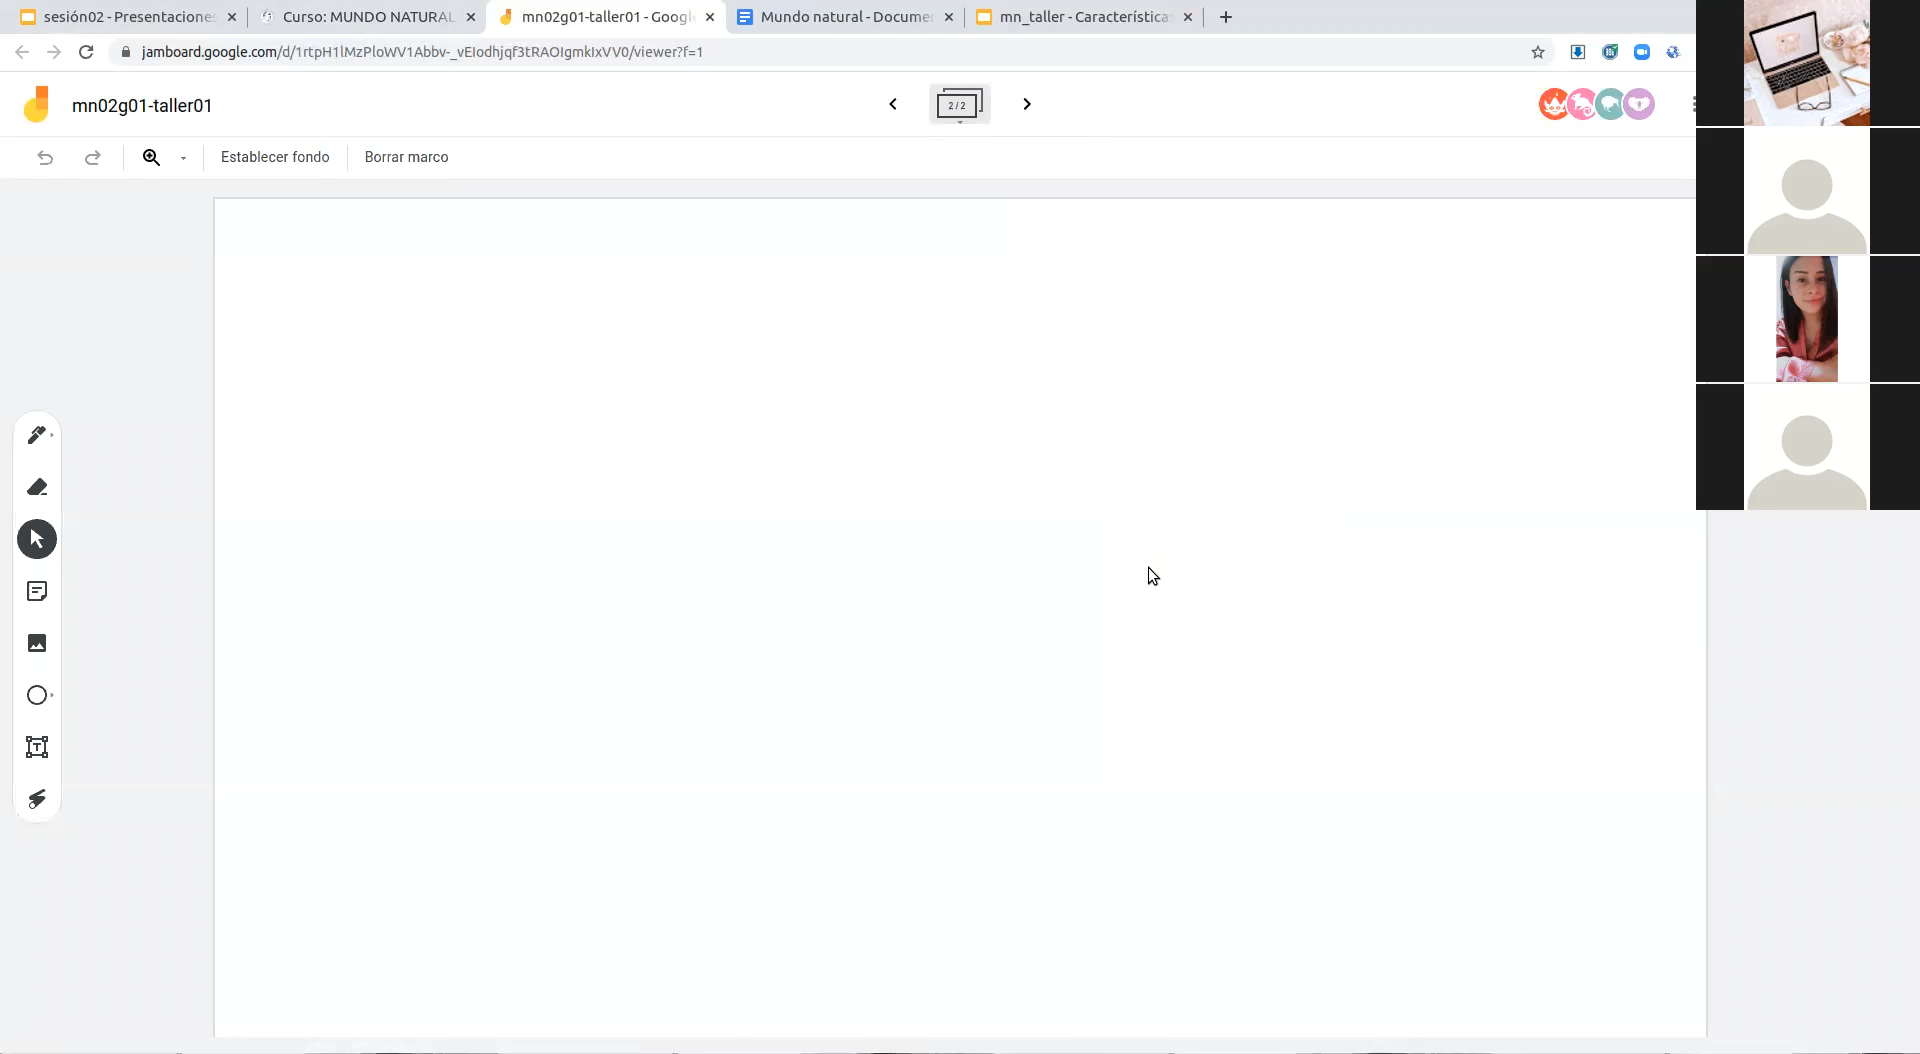 sesión02 - Presentaciones
Curso: MUNDO NATURAL
mn02g01-taller01 - Googl
Mundo natural - Docume
mn_taller - Característica
jamboard.google.com/d/1rtpH1lMzPloWV1Abbv-_vEIodhjqf3tRAOIgmkIxVV0/viewer?f=1
mn02g01-taller01
2 / 2
Establecer fondo
Borrar marco